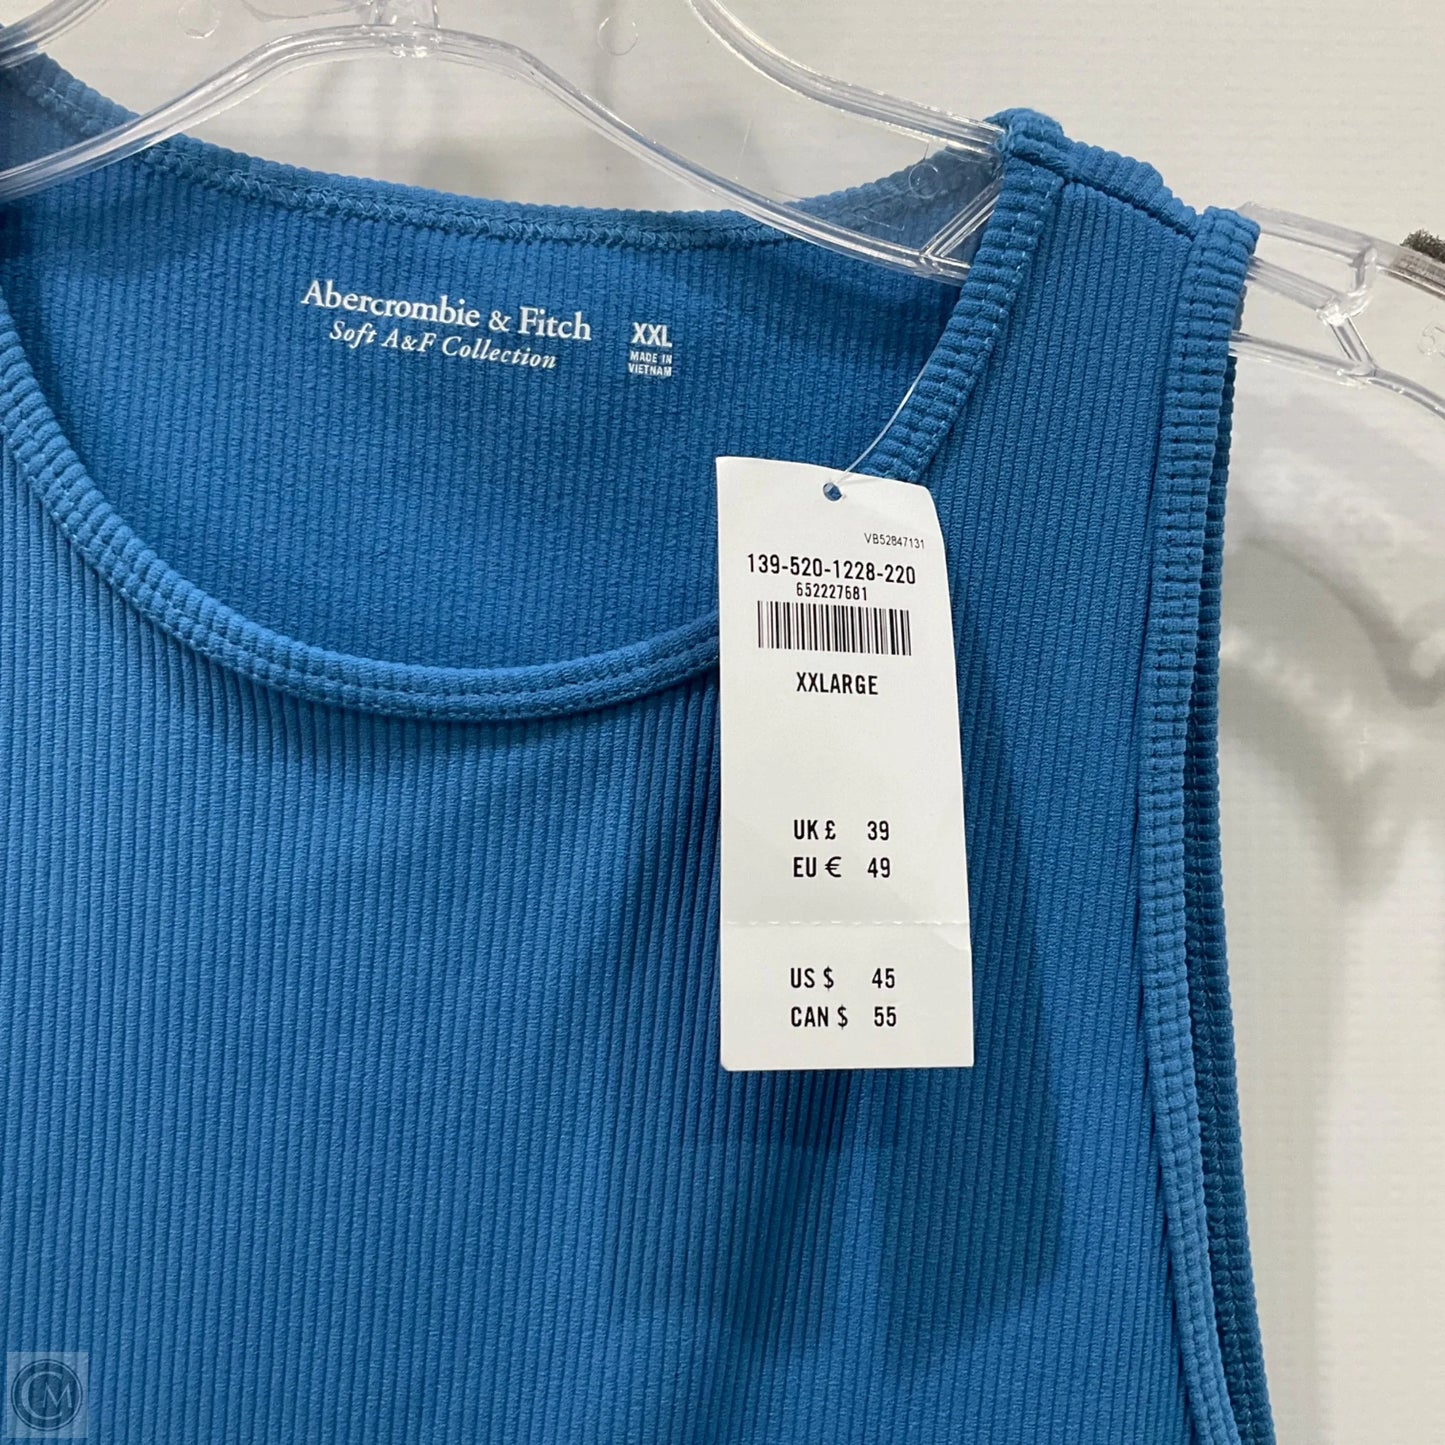 Abercrombie & Fitch
Soft A&F Collection
XXL
MADE IN
VIETNAM
VB52847131
139-520-1228-220
652227681
XXLARGE
UK £ 39
EU € 49
US $ 45
CAN $ 55
CM